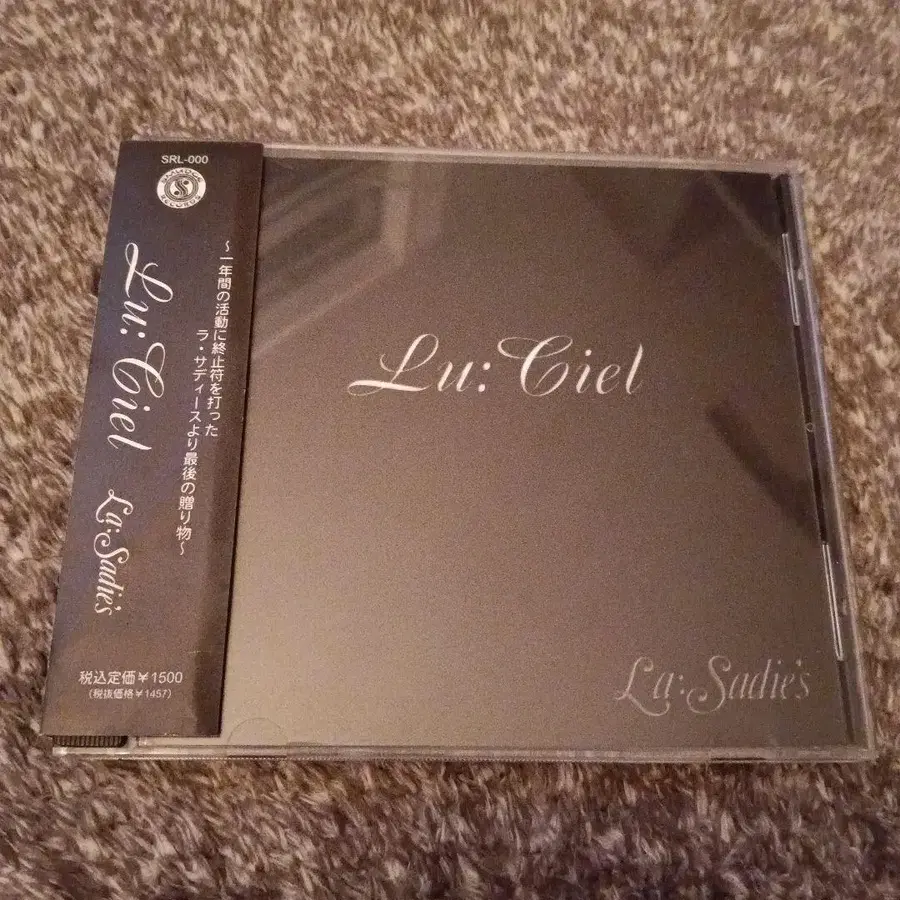 SRL-000
S
RECORDS
Lu:Ciel
La:Sadie's
〜一年間の活動に終止符を打った
ラ・サディースより最後の贈り物〜
税込定価¥1500
(税抜価格¥1457)
Lu:Ciel
La:Sadie's